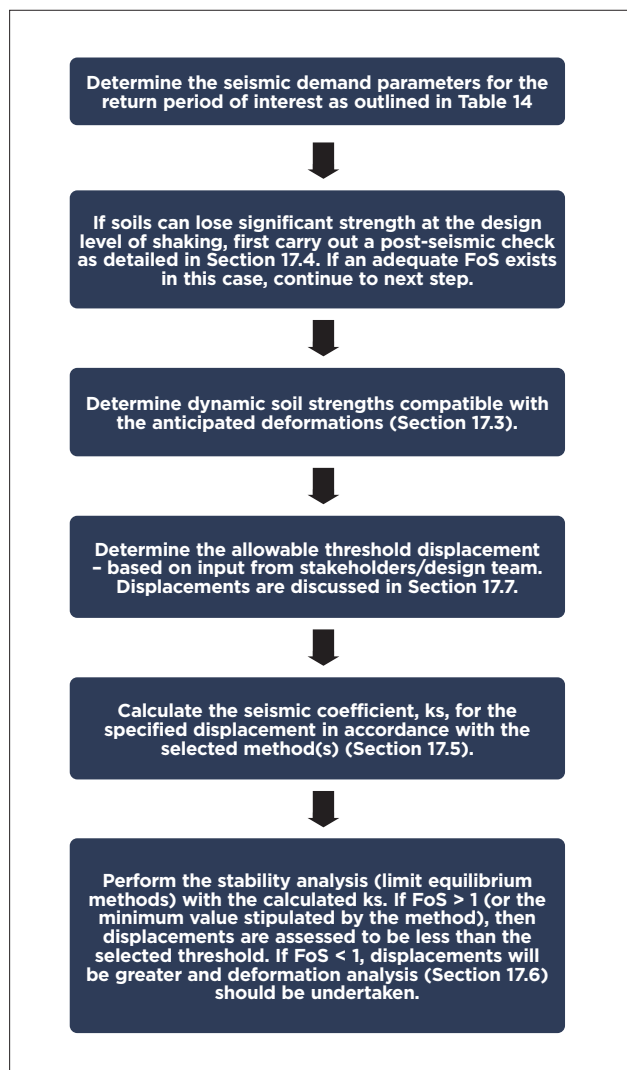 Determine the seismic demand parameters for the
return period of interest as outlined in Table 14
If soils can lose significant strength at the design
level of shaking, first carry out a post-seismic check
as detailed in Section 17.4. If an adequate FoS exists
in this case, continue to next step.
Determine dynamic soil strengths compatible with
the anticipated deformations (Section 17.3).
Determine the allowable threshold displacement
– based on input from stakeholders/design team.
Displacements are discussed in Section 17.7.
Calculate the seismic coefficient, ks, for the
specified displacement in accordance with the
selected method(s) (Section 17.5).
Perform the stability analysis (limit equilibrium
methods) with the calculated ks. If FoS > 1 (or the
minimum value stipulated by the method), then
displacements are assessed to be less than the
selected threshold. If FoS < 1, displacements will
be greater and deformation analysis (Section 17.6)
should be undertaken.